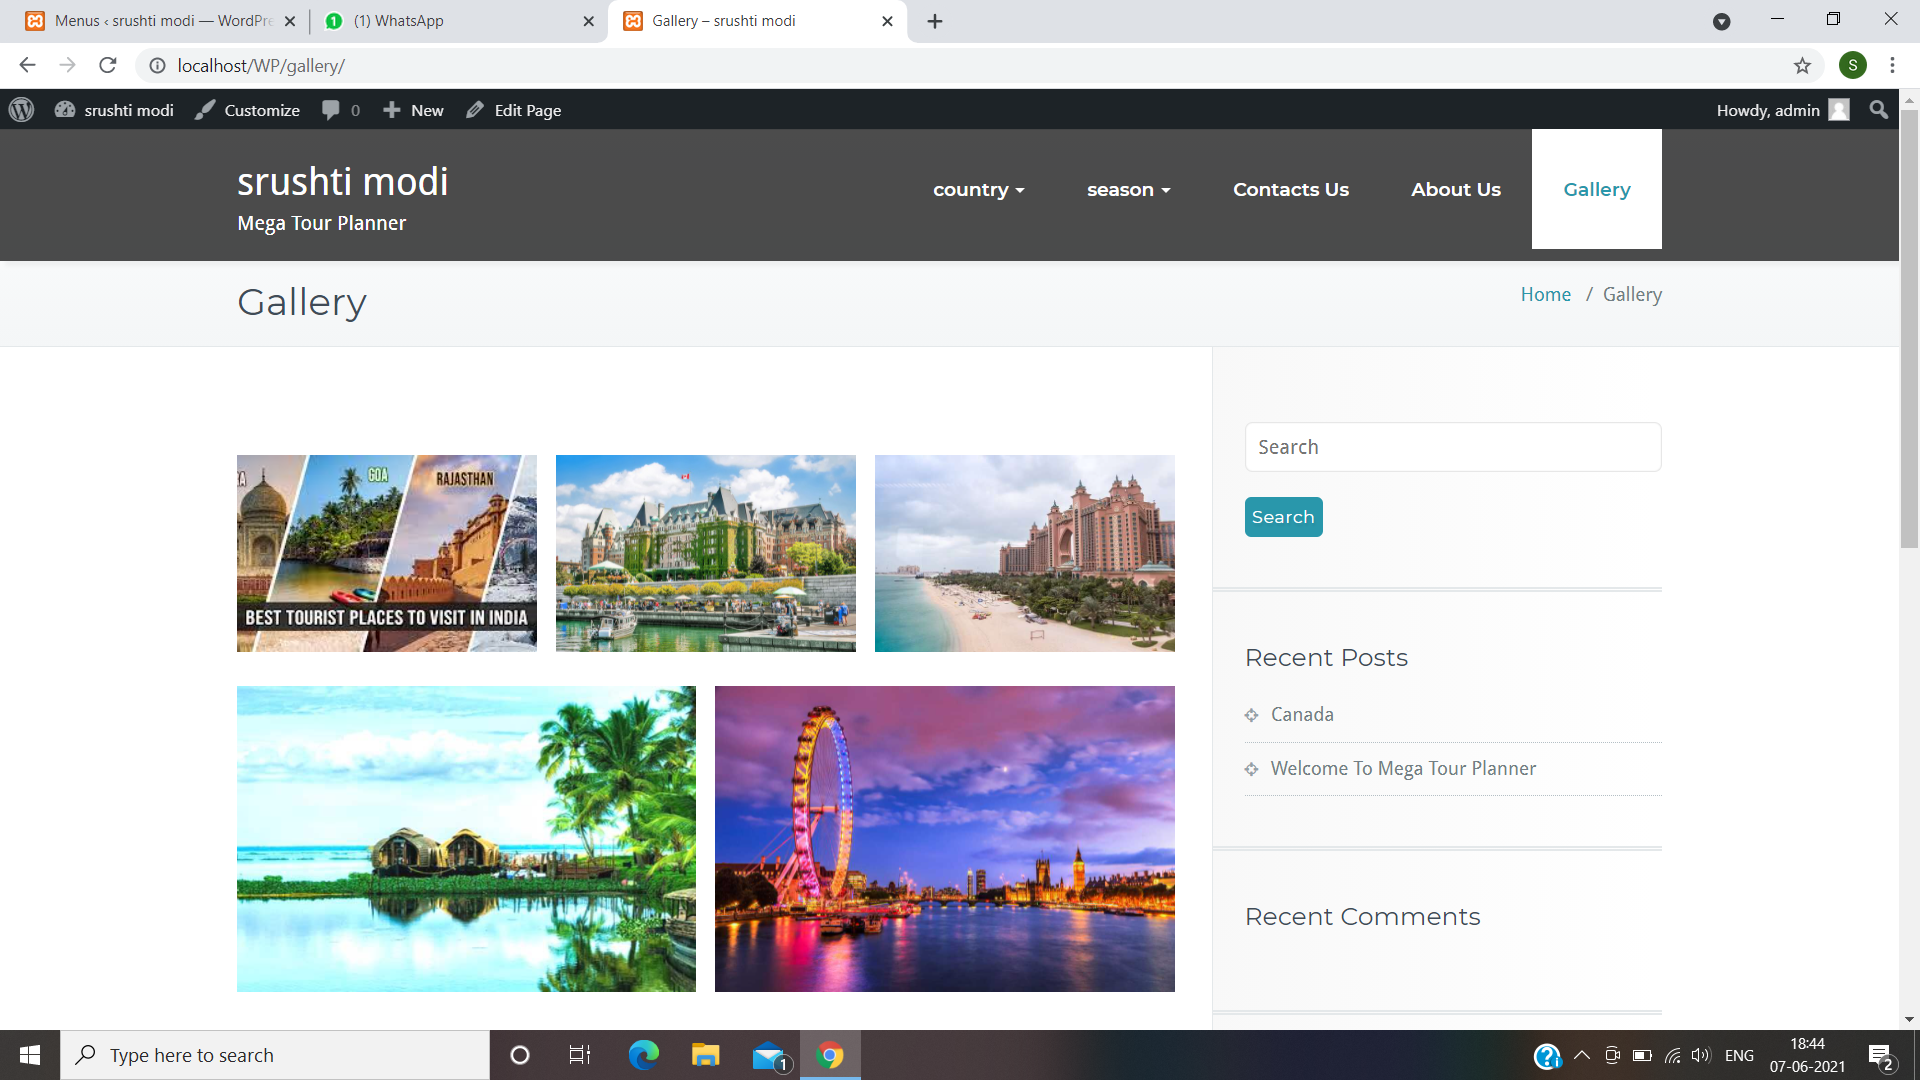 Menus ‹ srushti modi — WordPre
(1) WhatsApp
Gallery – srushti modi
localhost/WP/gallery/
S
srushti modi
Customize
0
New
Edit Page
Howdy, admin
srushti modi
Mega Tour Planner
country
season
Contacts Us
About Us
Gallery
Gallery
Home / Gallery
RA
GOA
RAJASTHAN
BEST TOURIST PLACES TO VISIT IN INDIA
Search
Search
Recent Posts
Canada
Welcome To Mega Tour Planner
Recent Comments
Type here to search
1
ENG
18:44
07-06-2021
2